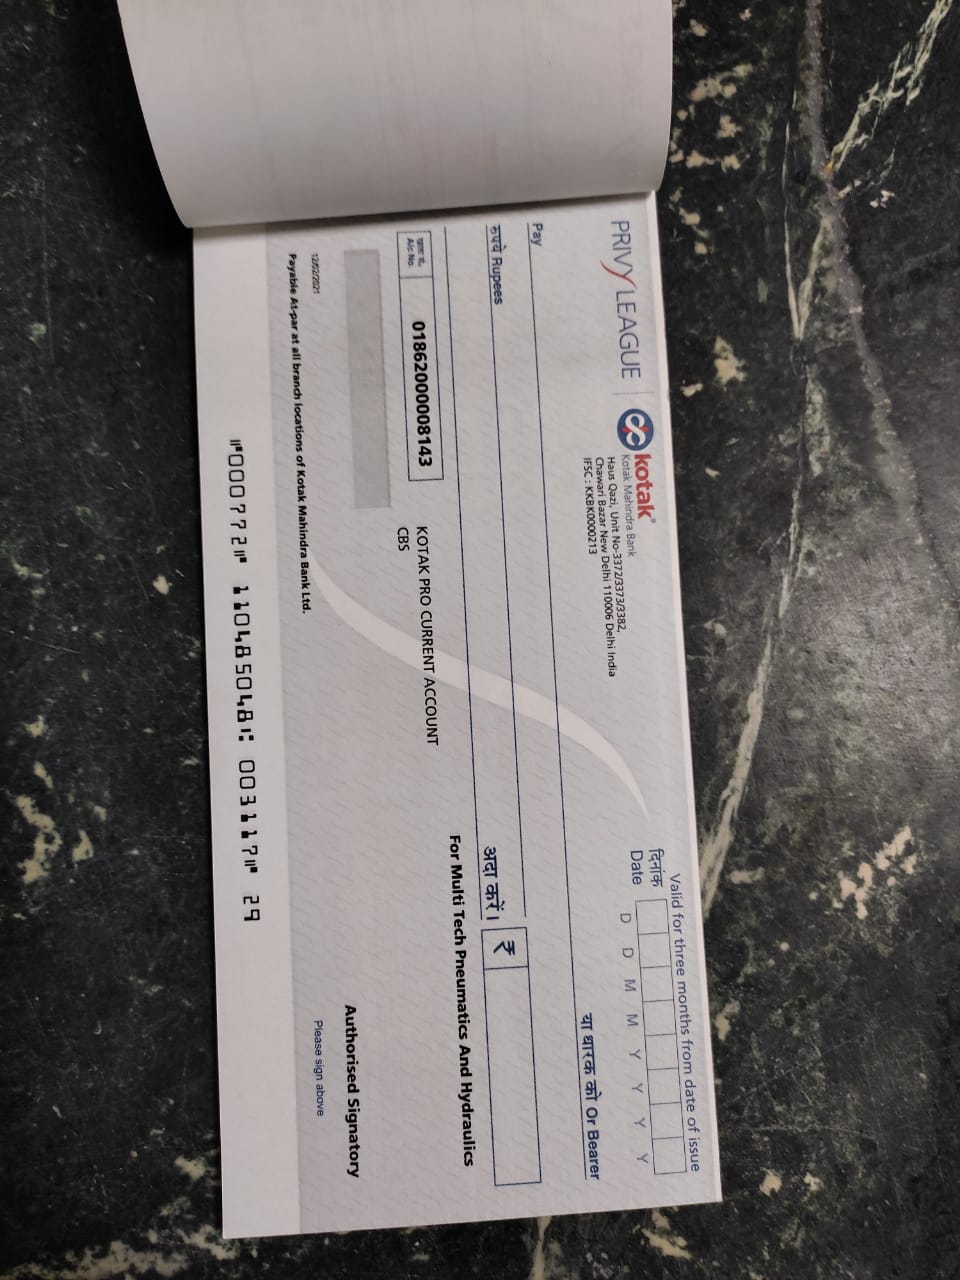 PRIVY LEAGUE
kotak®
Kotak Mahindra Bank
Haus Qazi, Unit No-3372/3373/3382,
Chawari Bazar New Delhi 110006 Delhi India
IFSC : KKBK0000213
Valid for three months from date of issue
दिनांक
Date
D D M M Y Y Y Y
Pay
या धारक को Or Bearer
रुपये Rupees
अदा करें।
₹
A/c No.
01862000008143
KOTAK PRO CURRENT ACCOUNT
CBS
For Multi Tech Pneumatics And Hydraulics
Authorised Signatory
Please sign above
12/02/2021
Payable At-par at all branch locations of Kotak Mahindra Bank Ltd.
⑈000772⑈ 110485048⑆ 003117⑈ 29